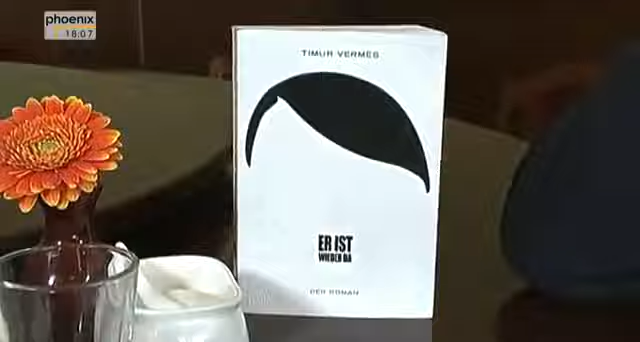 phoenix
18:07
TIMUR VERMES
ER IST
WIEDER DA
DER ROMAN